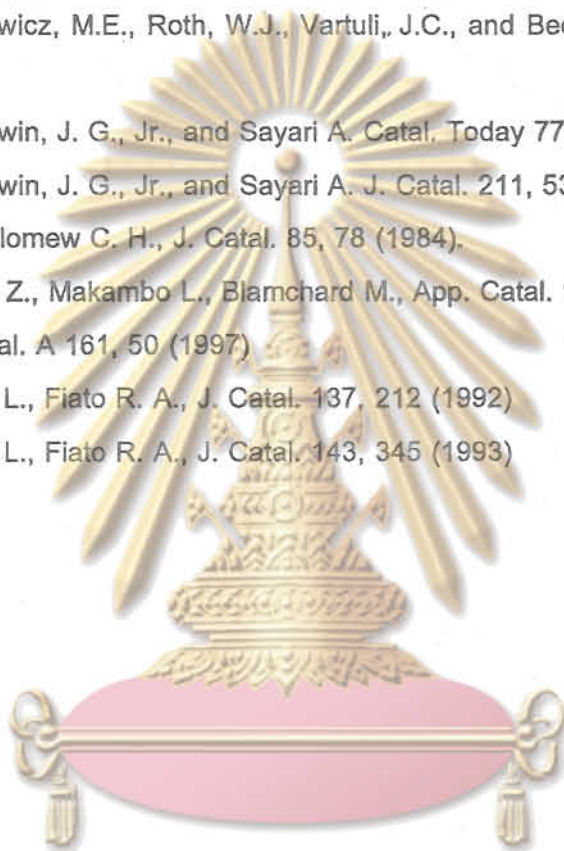 wicz, M.E., Roth, W.J., Vartuli,. J.C., and Bec
win, J. G., Jr., and Sayari A. Catal. Today 77
win, J. G., Jr., and Sayari A. J. Catal. 211, 53
lomew C. H., J. Catal. 85, 78 (1984).
Z., Makambo L., Blarnchard M., App. Catal.
al. A 161, 50 (1997)
L., Fiato R. A., J. Catal. 137, 212 (1992)
L., Fiato R. A., J. Catal. 143, 345 (1993)